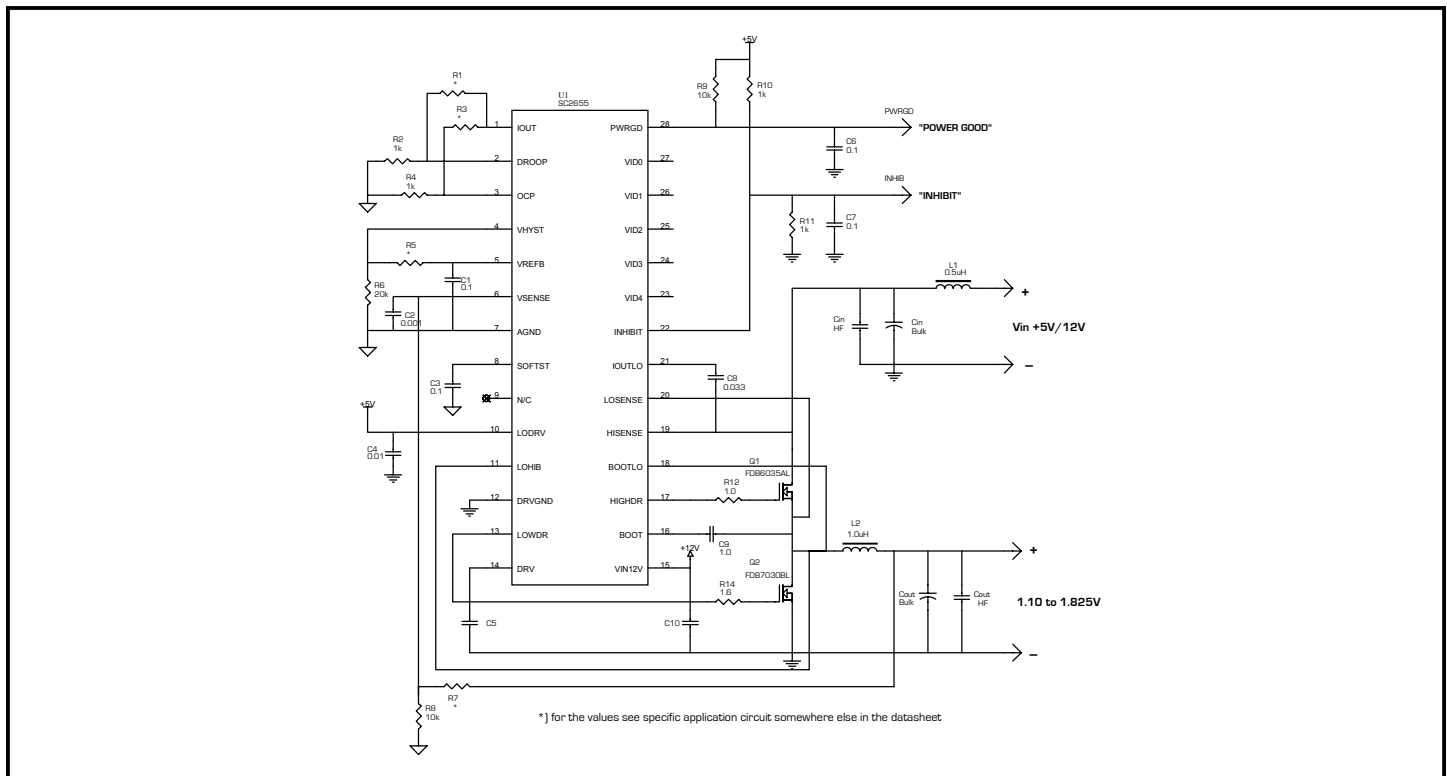 +5V
R1
*
R3
*
R2
1k
R4
1k
R5
*
R6
20k
C1
0.1
C2
0.001
C3
0.1
+5V
C4
0.01
U1
SC2655
1 IOUT
2 DROOP
3 OCP
4 VHYST
5 VREFB
6 VSENSE
7 AGND
8 SOFTST
9 N/C
10 LODRV
11 LOHIB
12 DRVGND
13 LOWDR
14 DRV
PWRGD 28
VID0 27
VID1 26
VID2 25
VID3 24
VID4 23
INHIBIT 22
IOUTLO 21
LOSENSE 20
HISENSE 19
BOOTLO 18
HIGHDR 17
BOOT 16
VIN12V 15
R9
10k
R10
1k
PWRGD
"POWER GOOD"
C6
0.1
INHIB
"INHIBIT"
R11
1k
C7
0.1
L1
0.5uH
+
Cin
HF
Cin
Bulk
Vin +5V/12V
–
C8
0.033
Q1
FDB6035AL
R12
1.0
C9
1.0
+12V
Q2
FDB7030BL
R14
1.6
L2
1.0uH
+
Cout
Bulk
Cout
HF
1.10 to 1.825V
–
C5
C10
R7
*
R8
10k
*) for the values see specific application circuit somewhere else in the datasheet